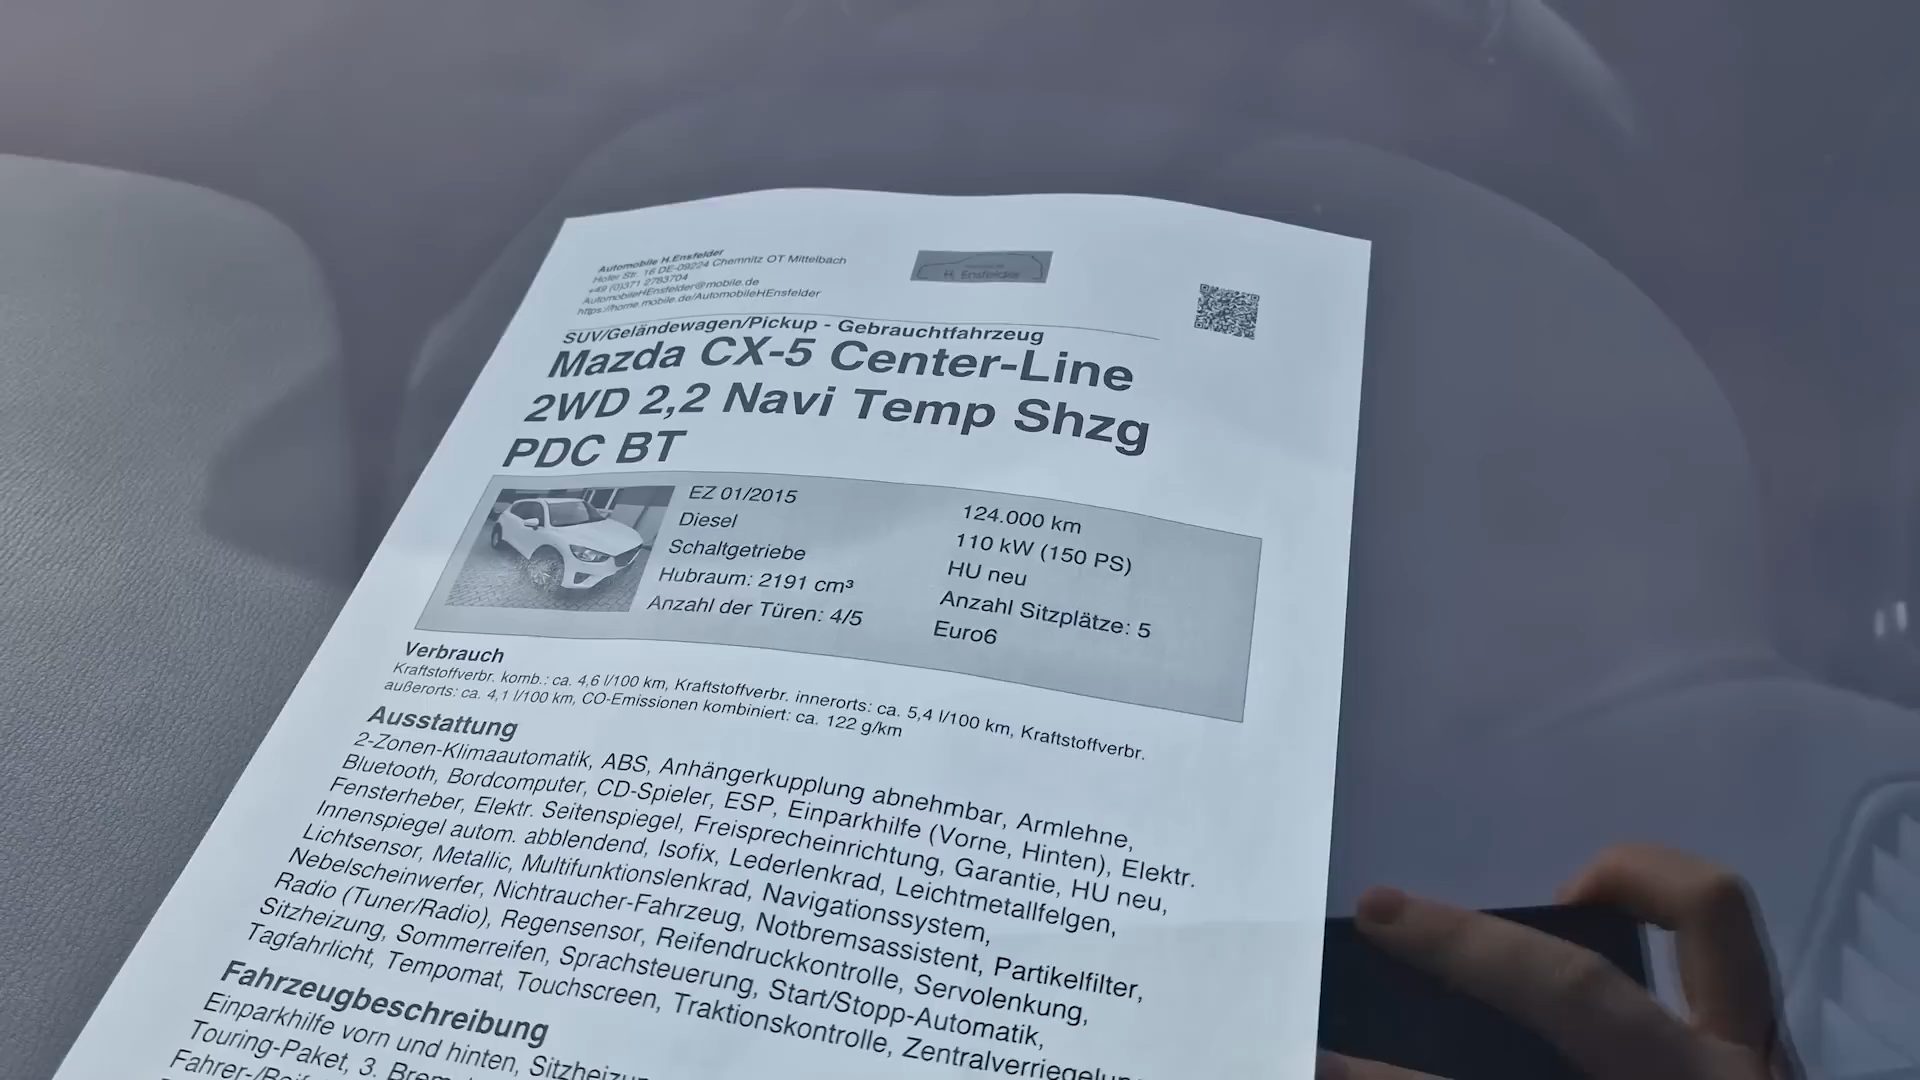 Automobile H.Ensfelder
Hofer Str. 16 DE-09224 Chemnitz OT Mittelbach
+49 (0)371 2783704
AutomobileHEnsfelder@mobile.de
https://home.mobile.de/AutomobileHEnsfelder
H. Ensfelder
SUV/Geländewagen/Pickup - Gebrauchtfahrzeug
Mazda CX-5 Center-Line
2WD 2,2 Navi Temp Shzg
PDC BT
EZ 01/2015
Diesel
Schaltgetriebe
Hubraum: 2191 cm³
Anzahl der Türen: 4/5
124.000 km
110 kW (150 PS)
HU neu
Anzahl Sitzplätze: 5
Euro6
Verbrauch
Kraftstoffverbr. komb.: ca. 4,6 l/100 km, Kraftstoffverbr. innerorts: ca. 5,4 l/100 km, Kraftstoffverbr.
außerorts: ca. 4,1 l/100 km, CO-Emissionen kombiniert: ca. 122 g/km
Ausstattung
2-Zonen-Klimaautomatik, ABS, Anhängerkupplung abnehmbar, Armlehne,
Bluetooth, Bordcomputer, CD-Spieler, ESP, Einparkhilfe (Vorne, Hinten), Elektr.
Fensterheber, Elektr. Seitenspiegel, Freisprecheinrichtung, Garantie, HU neu,
Innenspiegel autom. abblendend, Isofix, Lederlenkrad, Leichtmetallfelgen,
Lichtsensor, Metallic, Multifunktionslenkrad, Navigationssystem,
Nebelscheinwerfer, Nichtraucher-Fahrzeug, Notbremsassistent, Partikelfilter,
Radio (Tuner/Radio), Regensensor, Reifendruckkontrolle, Servolenkung,
Sitzheizung, Sommerreifen, Sprachsteuerung, Start/Stopp-Automatik,
Tagfahrlicht, Tempomat, Touchscreen, Traktionskontrolle, Zentralverriegelung
Fahrzeugbeschreibung
Einparkhilfe vorn und hinten,
Touring-Paket, 3.